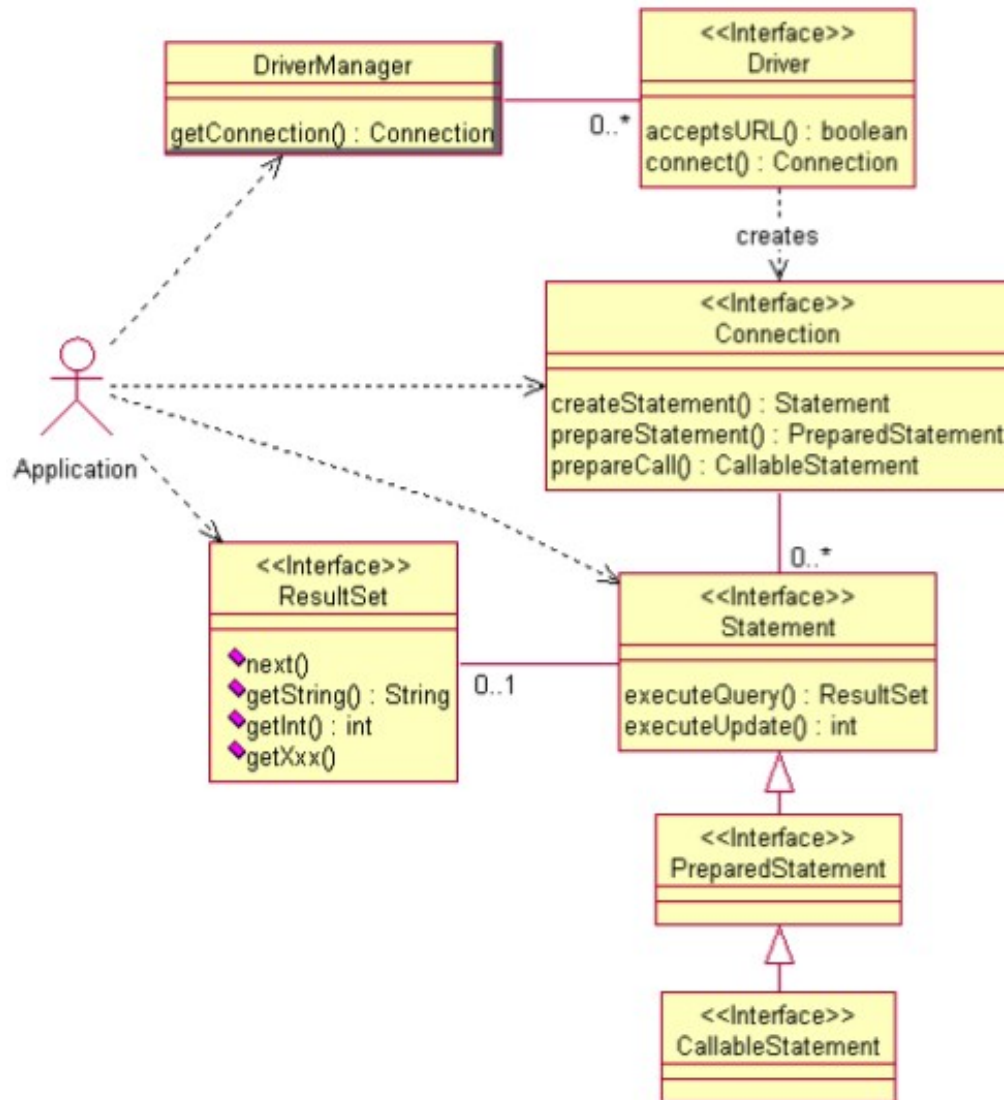 DriverManager
getConnection() : Connection
<<Interface>>
Driver
acceptsURL() : boolean
connect() : Connection
0..*
creates
<<Interface>>
Connection
createStatement() : Statement
prepareStatement() : PreparedStatement
prepareCall() : CallableStatement
Application
0..*
<<Interface>>
ResultSet
next()
getString() : String
getInt() : int
getXxx()
0..1
<<Interface>>
Statement
executeQuery() : ResultSet
executeUpdate() : int
<<Interface>>
PreparedStatement
<<Interface>>
CallableStatement